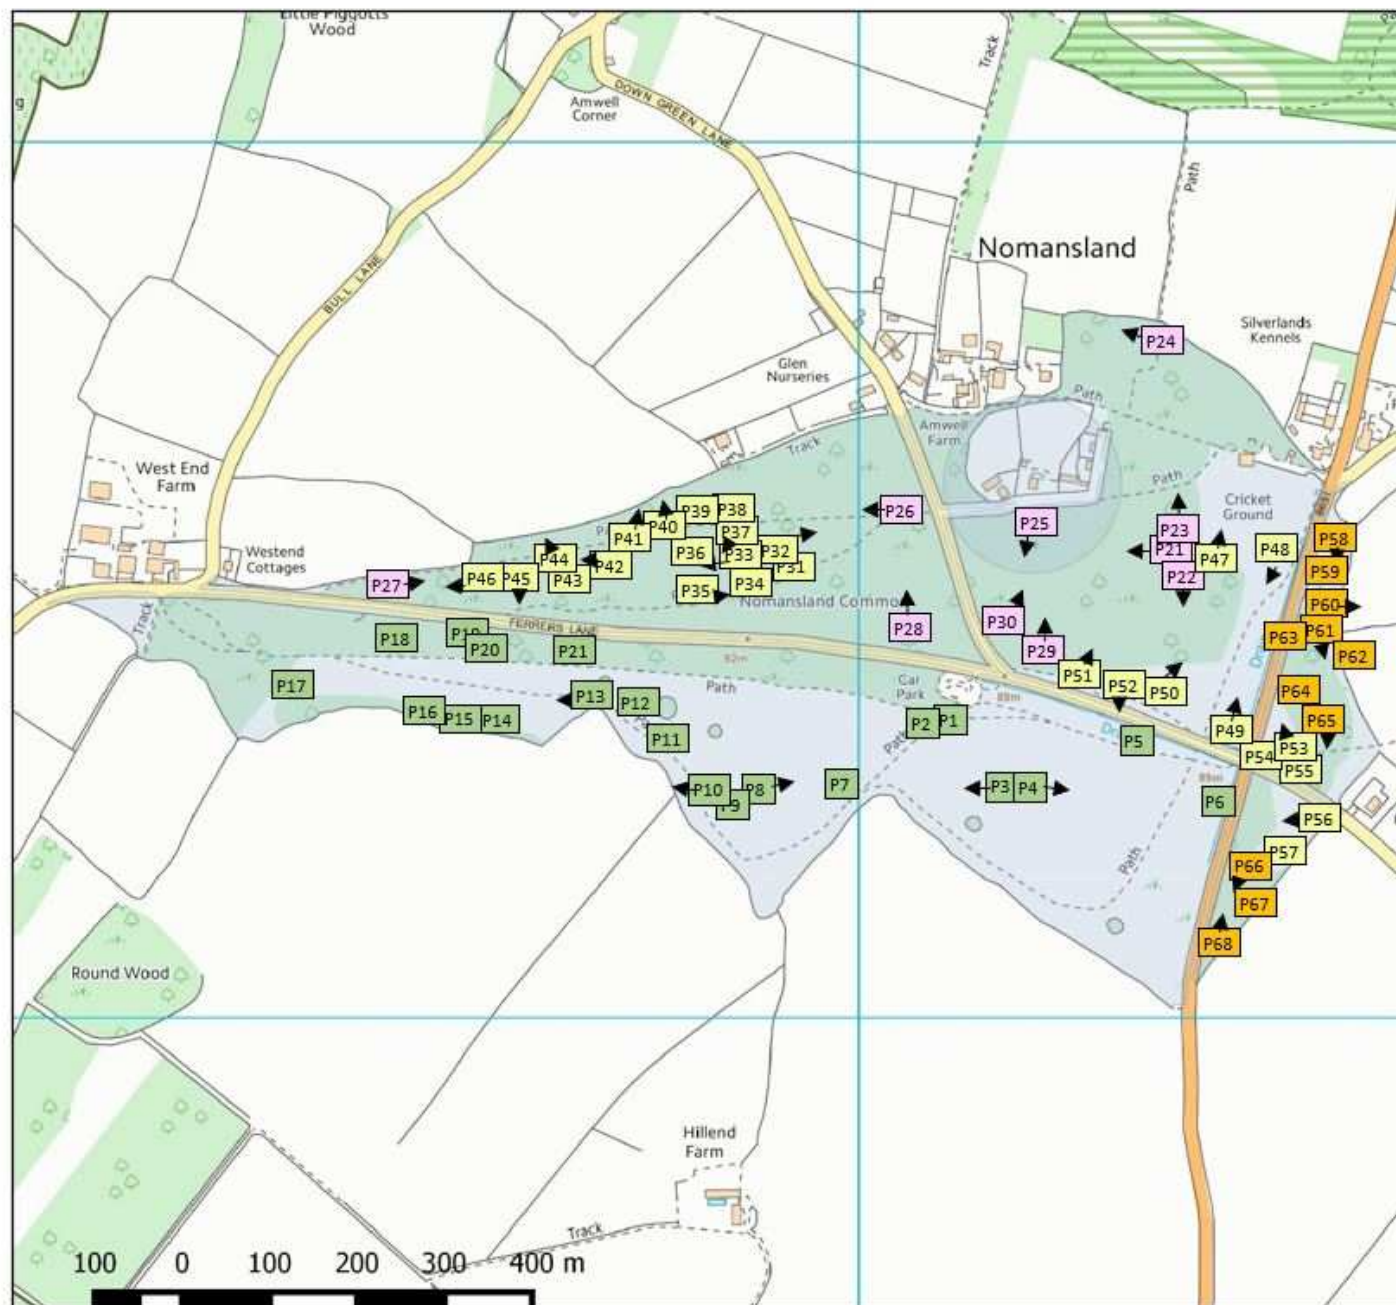 Little Piggotts
Wood
Track
Amwell
Corner
DOWN GREEN LANE
Path
Nomansland
BULL LANE
Silverlands
Kennels
P24
Glen
Nurseries
Path
Amwell
Farm
Track
West End
Farm
Path
Cricket
Ground
P39
P38
P26
P40
P25
P23
P41
P37
P58
P36
P33
P32
P21
P47
P48
Westend
Cottages
P44
P42
P31
P59
P27
P46
P45
P43
P34
P22
P35
Nomansland Common
P60
Track
P28
P30
P61
P18
P19
FERRERS LANE
P63
P20
P21
P29
P62
92m
P17
P13
Path
Car
Park
P51
P52
P50
P64
88m
P12
P16
P15
P14
P2
P1
P49
P65
P11
Path
P5
P53
P54
P55
89m
P10
P8
P7
P3
P4
P9
P6
P56
Path
P57
P66
P67
P68
Round Wood
Hillend
Farm
Track
100 0 100 200 300 400 m